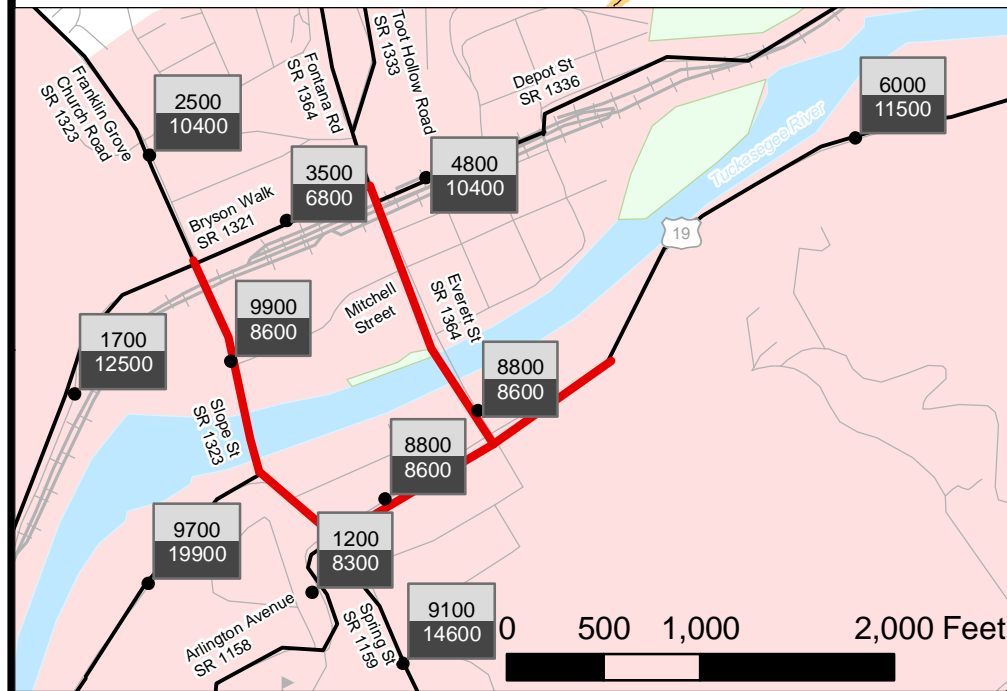 Franklin Grove
Church Road
SR 1323
2500
10400
Fontana Rd
SR 1364
Toot Hollow Road
SR 1333
Depot St
SR 1336
6000
11500
Tuckasegee River
3500
6800
4800
10400
Bryson Walk
SR 1321
19
9900
8600
Mitchell
Street
Everett St
SR 1364
1700
12500
8800
8600
Slope St
SR 1323
8800
8600
9700
19900
1200
8300
Arlington Avenue
SR 1158
Spring St
SR 1159
9100
14600
0 500 1,000 2,000 Feet